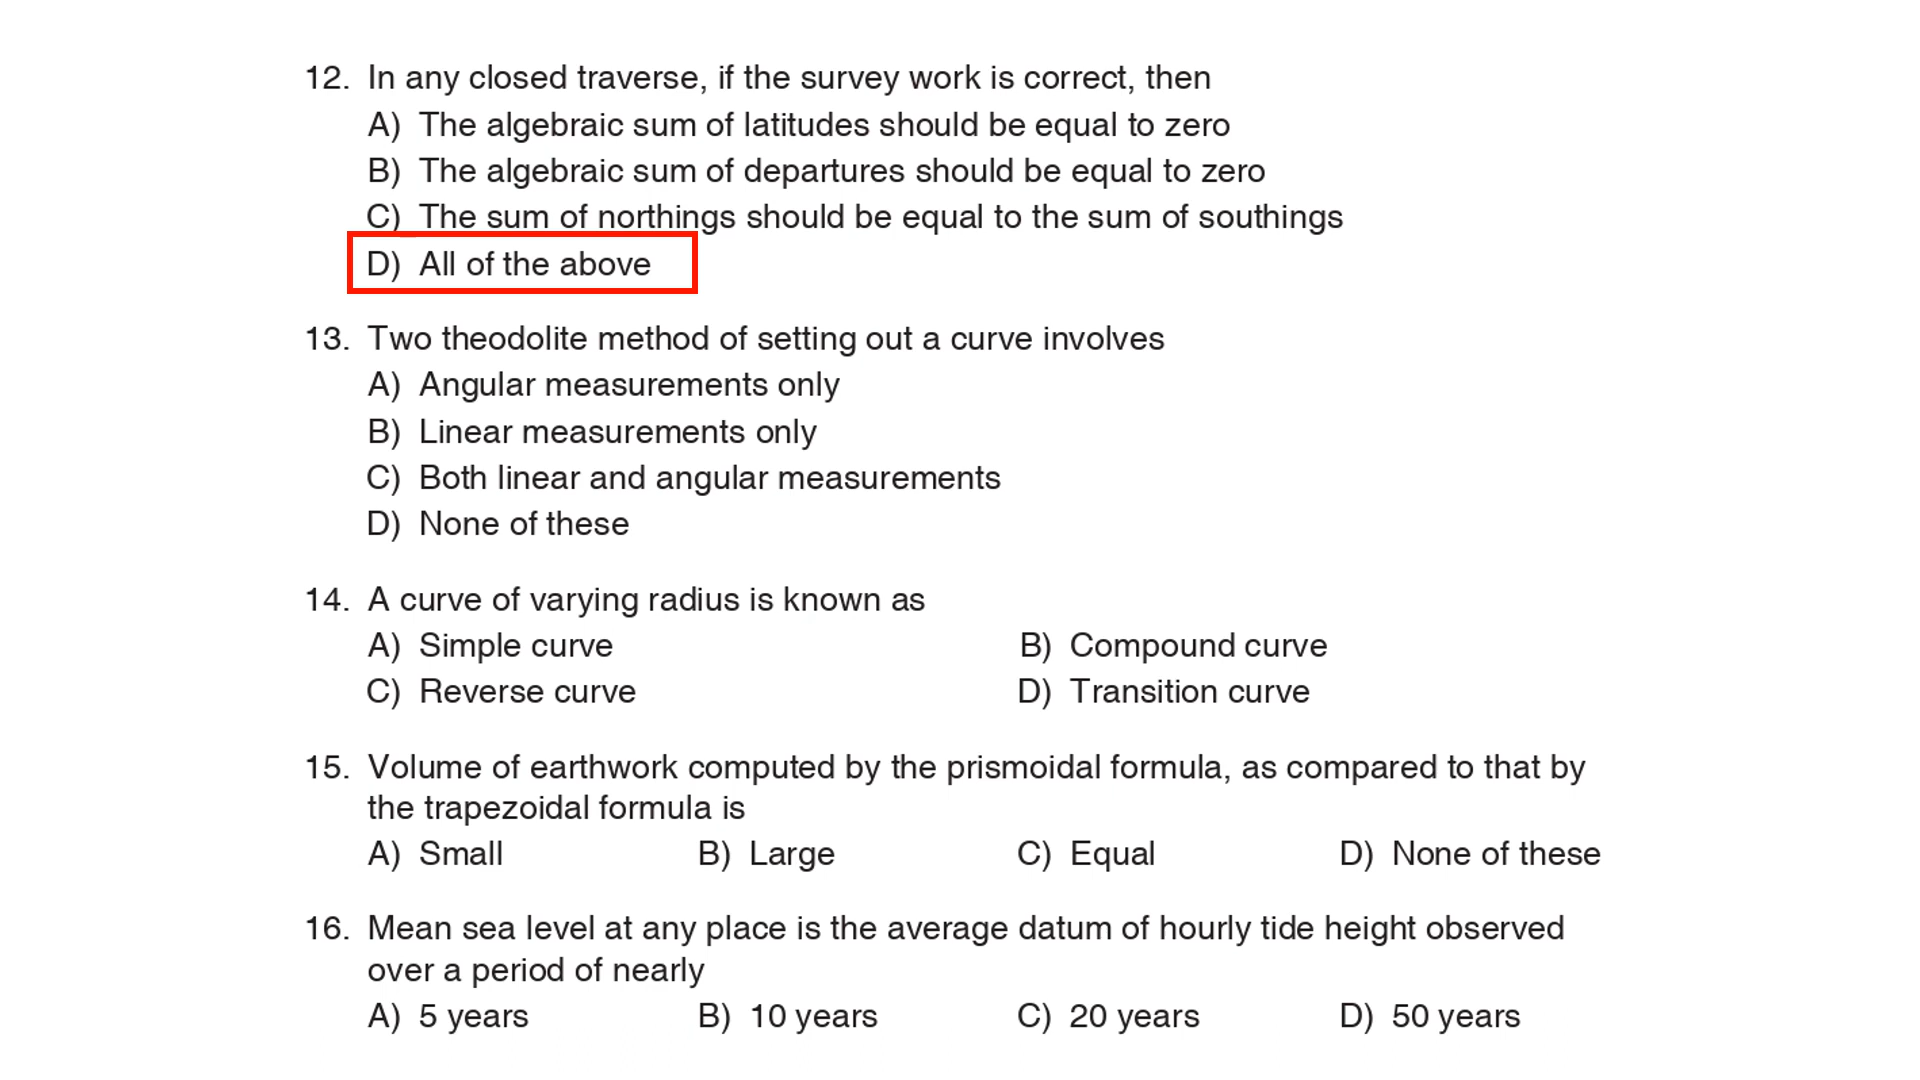 12. In any closed traverse, if the survey work is correct, then
A) The algebraic sum of latitudes should be equal to zero
B) The algebraic sum of departures should be equal to zero
C) The sum of northings should be equal to the sum of southings
D) All of the above
13. Two theodolite method of setting out a curve involves
A) Angular measurements only
B) Linear measurements only
C) Both linear and angular measurements
D) None of these
14. A curve of varying radius is known as
A) Simple curve B) Compound curve
C) Reverse curve D) Transition curve
15. Volume of earthwork computed by the prismoidal formula, as compared to that by
the trapezoidal formula is
A) Small B) Large C) Equal D) None of these
16. Mean sea level at any place is the average datum of hourly tide height observed
over a period of nearly
A) 5 years B) 10 years C) 20 years D) 50 years